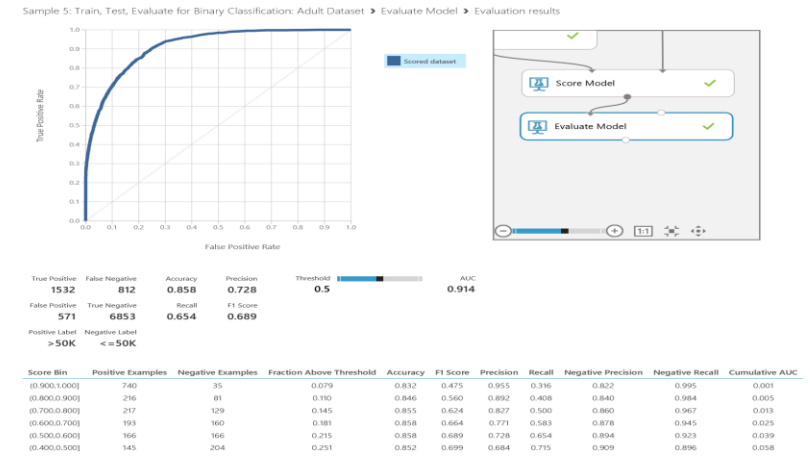 Sample 5: Train, Test, Evaluate for Binary Classification: Adult Dataset > Evaluate Model > Evaluation results
1.0
0.9
0.8
0.7
0.6
0.5
0.4
0.3
0.2
0.1
0.0
True Positive Rate
0.0 0.1 0.2 0.3 0.4 0.5 0.6 0.7 0.8 0.9 1.0
False Positive Rate
Scored dataset
Score Model
Evaluate Model
1:1
True Positive False Negative Accuracy Precision Threshold AUC
1532 812 0.858 0.728 0.5 0.914
False Positive True Negative Recall F1 Score
571 6853 0.654 0.689
Positive Label Negative Label
>50K <=50K
Score Bin Positive Examples Negative Examples Fraction Above Threshold Accuracy F1 Score Precision Recall Negative Precision Negative Recall Cumulative AUC
(0.900,1.000] 740 35 0.079 0.832 0.475 0.955 0.316 0.822 0.995 0.001
(0.800,0.900] 216 81 0.110 0.846 0.560 0.892 0.408 0.840 0.984 0.005
(0.700,0.800] 217 129 0.145 0.855 0.624 0.827 0.500 0.860 0.967 0.013
(0.600,0.700] 193 160 0.181 0.858 0.664 0.771 0.583 0.878 0.945 0.025
(0.500,0.600] 166 166 0.215 0.858 0.689 0.728 0.654 0.894 0.923 0.039
(0.400,0.500] 145 204 0.251 0.852 0.699 0.684 0.715 0.909 0.896 0.058